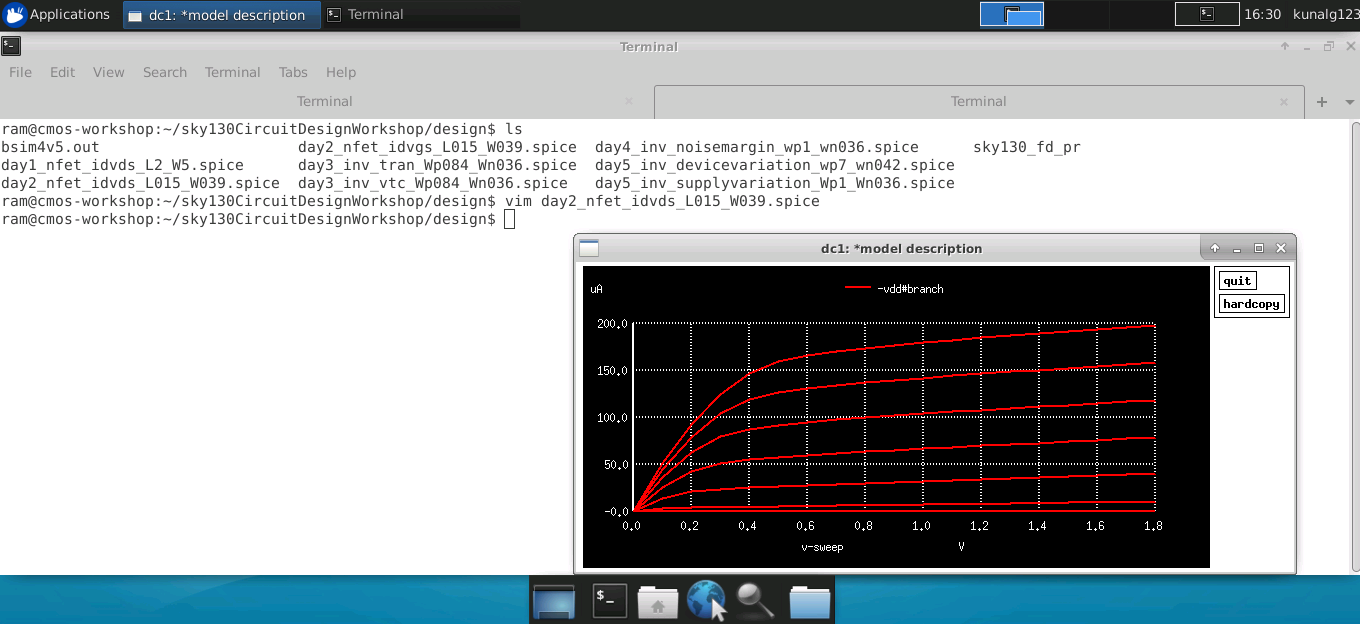 Applications dc1: *model description Terminal 16:30 kunalg123
Terminal
File Edit View Search Terminal Tabs Help
Terminal Terminal
ram@cmos-workshop:~/sky130CircuitDesignWorkshop/design$ ls
bsim4v5.out day2_nfet_idvgs_L015_W039.spice day4_inv_noisemargin_wp1_wn036.spice sky130_fd_pr
day1_nfet_idvds_L2_W5.spice day3_inv_tran_Wp084_Wn036.spice day5_inv_devicevariation_wp7_wn042.spice
day2_nfet_idvds_L015_W039.spice day3_inv_vtc_Wp084_Wn036.spice day5_inv_supplyvariation_Wp1_Wn036.spice
ram@cmos-workshop:~/sky130CircuitDesignWorkshop/design$ vim day2_nfet_idvds_L015_W039.spice
ram@cmos-workshop:~/sky130CircuitDesignWorkshop/design$
dc1: *model description
quit
hardcopy
uA -vdd#branch
200.0
150.0
100.0
50.0
-0.0
0.0 0.2 0.4 0.6 0.8 1.0 1.2 1.4 1.6 1.8
v-sweep V
$_